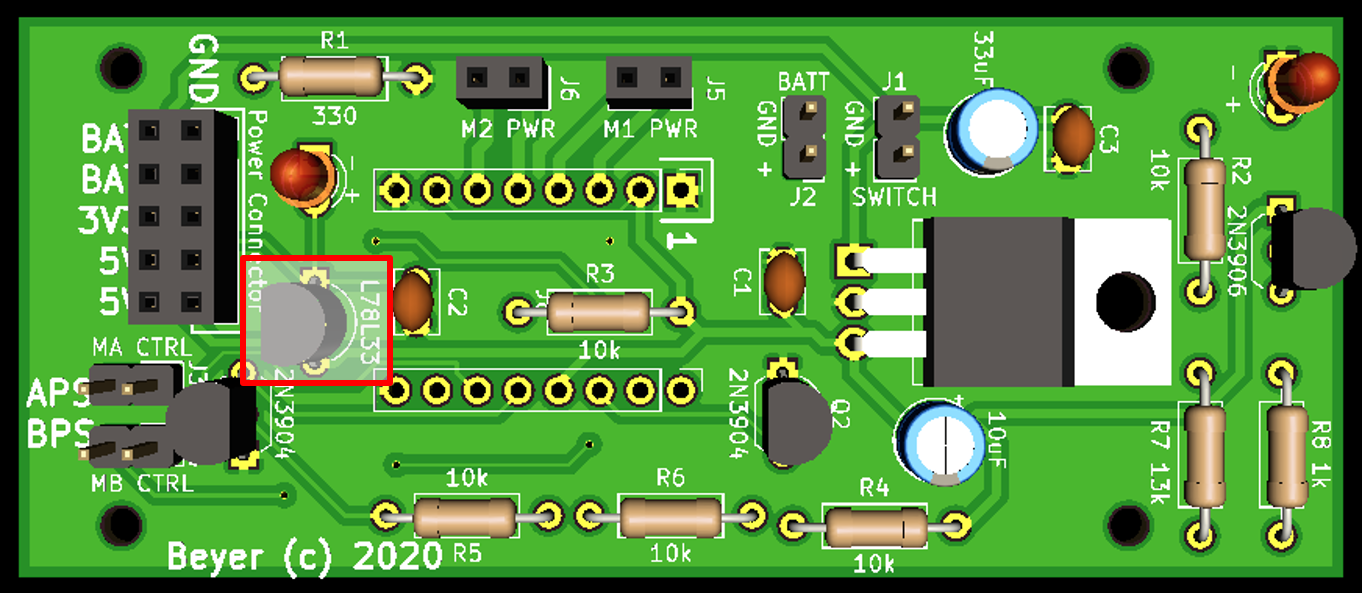 GND
R1
330
J6
M2 PWR
J5
M1 PWR
BATT
GND +
J2
J1
GND +
SWITCH
33uF
C3
- +
R2
10k
2N3906
BA
BA
3V
5V
5V
Power Connector
- +
1
L78L33
C2
R3
10k
C1
MA CTRL
J3
APS
BPS
MB CTRL
2N3904
2N3904
Q2
+
10uF
R7 13k
R8 1k
10k
R5
R6
10k
R4
10k
Beyer (c) 2020